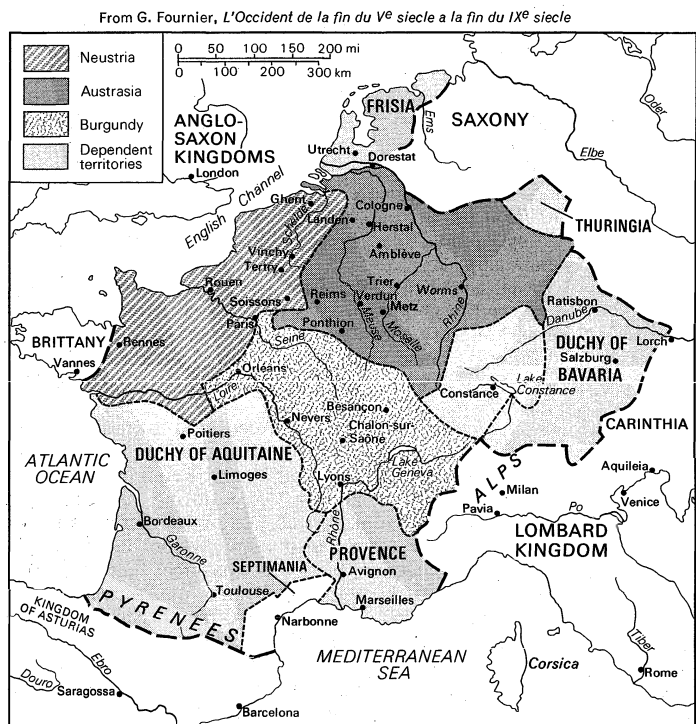 From G. Fournier, L'Occident de la fin du Ve siecle a la fin du IXe siecle
Neustria
Austrasia
Burgundy
Dependent
territories
0 50 100 150 200 mi
0 100 200 300 km
ANGLO-
SAXON
KINGDOMS
London
FRISIA
Ems
SAXONY
Oder
Elbe
Utrecht
Dorestat
English Channel
Ghent
Schelde
Cologne
Landen
Herstal
THURINGIA
Vinchy
Tertry
Amblève
Rouen
Soissons
Reims
Trier
Verdun
Metz
Worms
Rhine
Ratisbon
Danube
Paris
Ponthion
Meuse
Moselle
Seine
BRITTANY
Rennes
Vannes
DUCHY OF
BAVARIA
Salzburg
Lorch
Orléans
Loire
Constance
Lake
Constance
Besançon
Nevers
Chalon-sur-
Saône
CARINTHIA
Poitiers
DUCHY OF AQUITAINE
Limoges
ATLANTIC
OCEAN
Lake
Geneva
Lyons
ALPS
Aquileia
Milan
Venice
Pavia
Po
LOMBARD
KINGDOM
Bordeaux
Garonne
Rhône
PROVENCE
SEPTIMANIA
Avignon
Toulouse
Marseilles
KINGDOM
OF ASTURIAS
PYRENEES
Narbonne
MEDITERRANEAN
SEA
Corsica
Tiber
Rome
Ebro
Douro
Saragossa
Barcelona